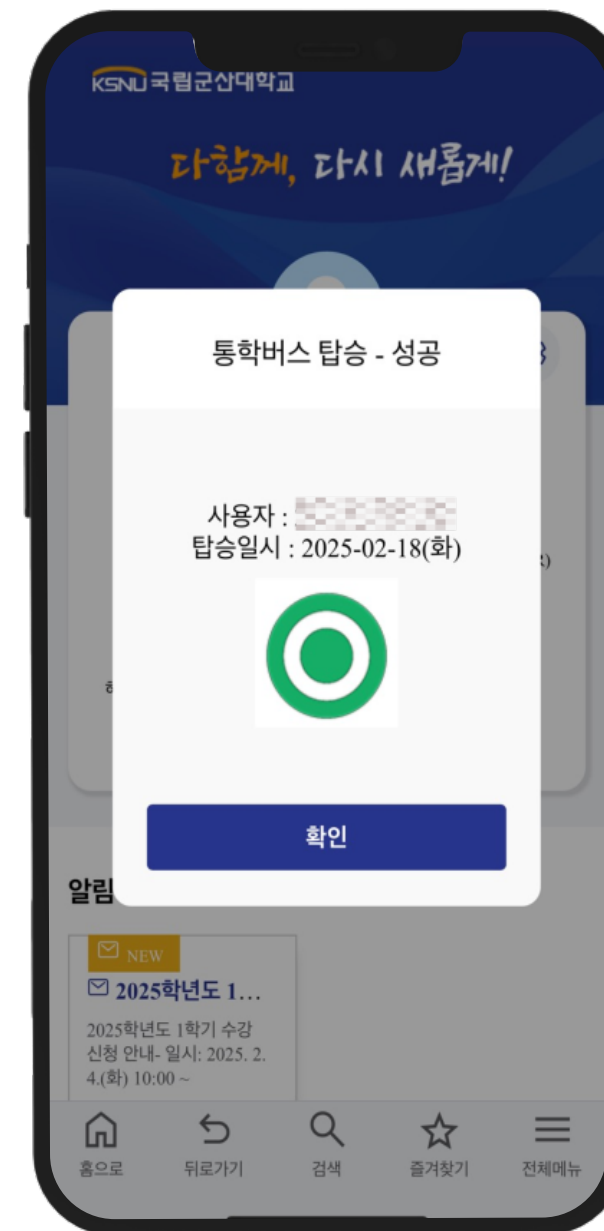 KSNU 국립군산대학교
다함께, 다시 새롭게!
통학버스 탑승 - 성공
사용자 :
탑승일시 : 2025-02-18(화)
확인
알림
NEW
2025학년도 1...
2025학년도 1학기 수강
신청 안내- 일시: 2025. 2.
4.(화) 10:00 ~
홈으로 뒤로가기 검색 즐겨찾기 전체메뉴